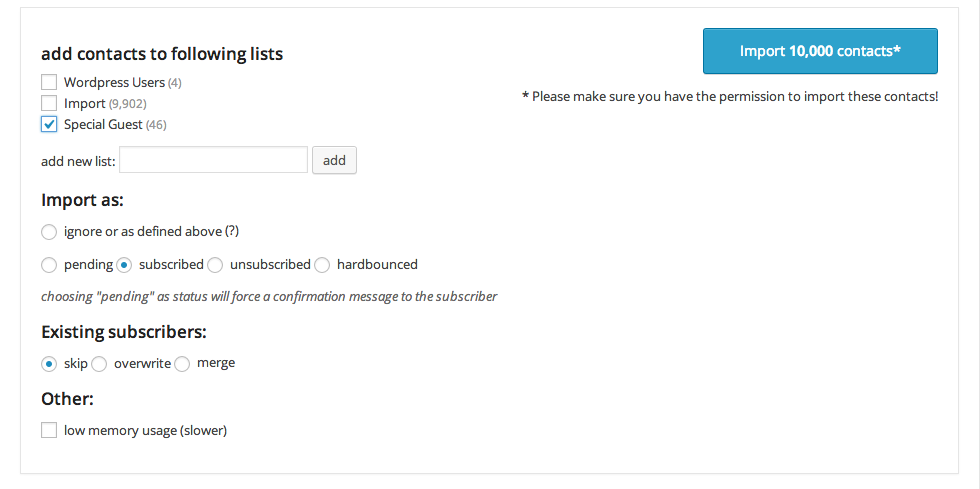 add contacts to following lists
Import 10,000 contacts*
Wordpress Users (4)
* Please make sure you have the permission to import these contacts!
Import (9,902)
Special Guest (46)
add new list: add
Import as:
ignore or as defined above (?)
pending subscribed unsubscribed hardbounced
choosing "pending" as status will force a confirmation message to the subscriber
Existing subscribers:
skip overwrite merge
Other:
low memory usage (slower)